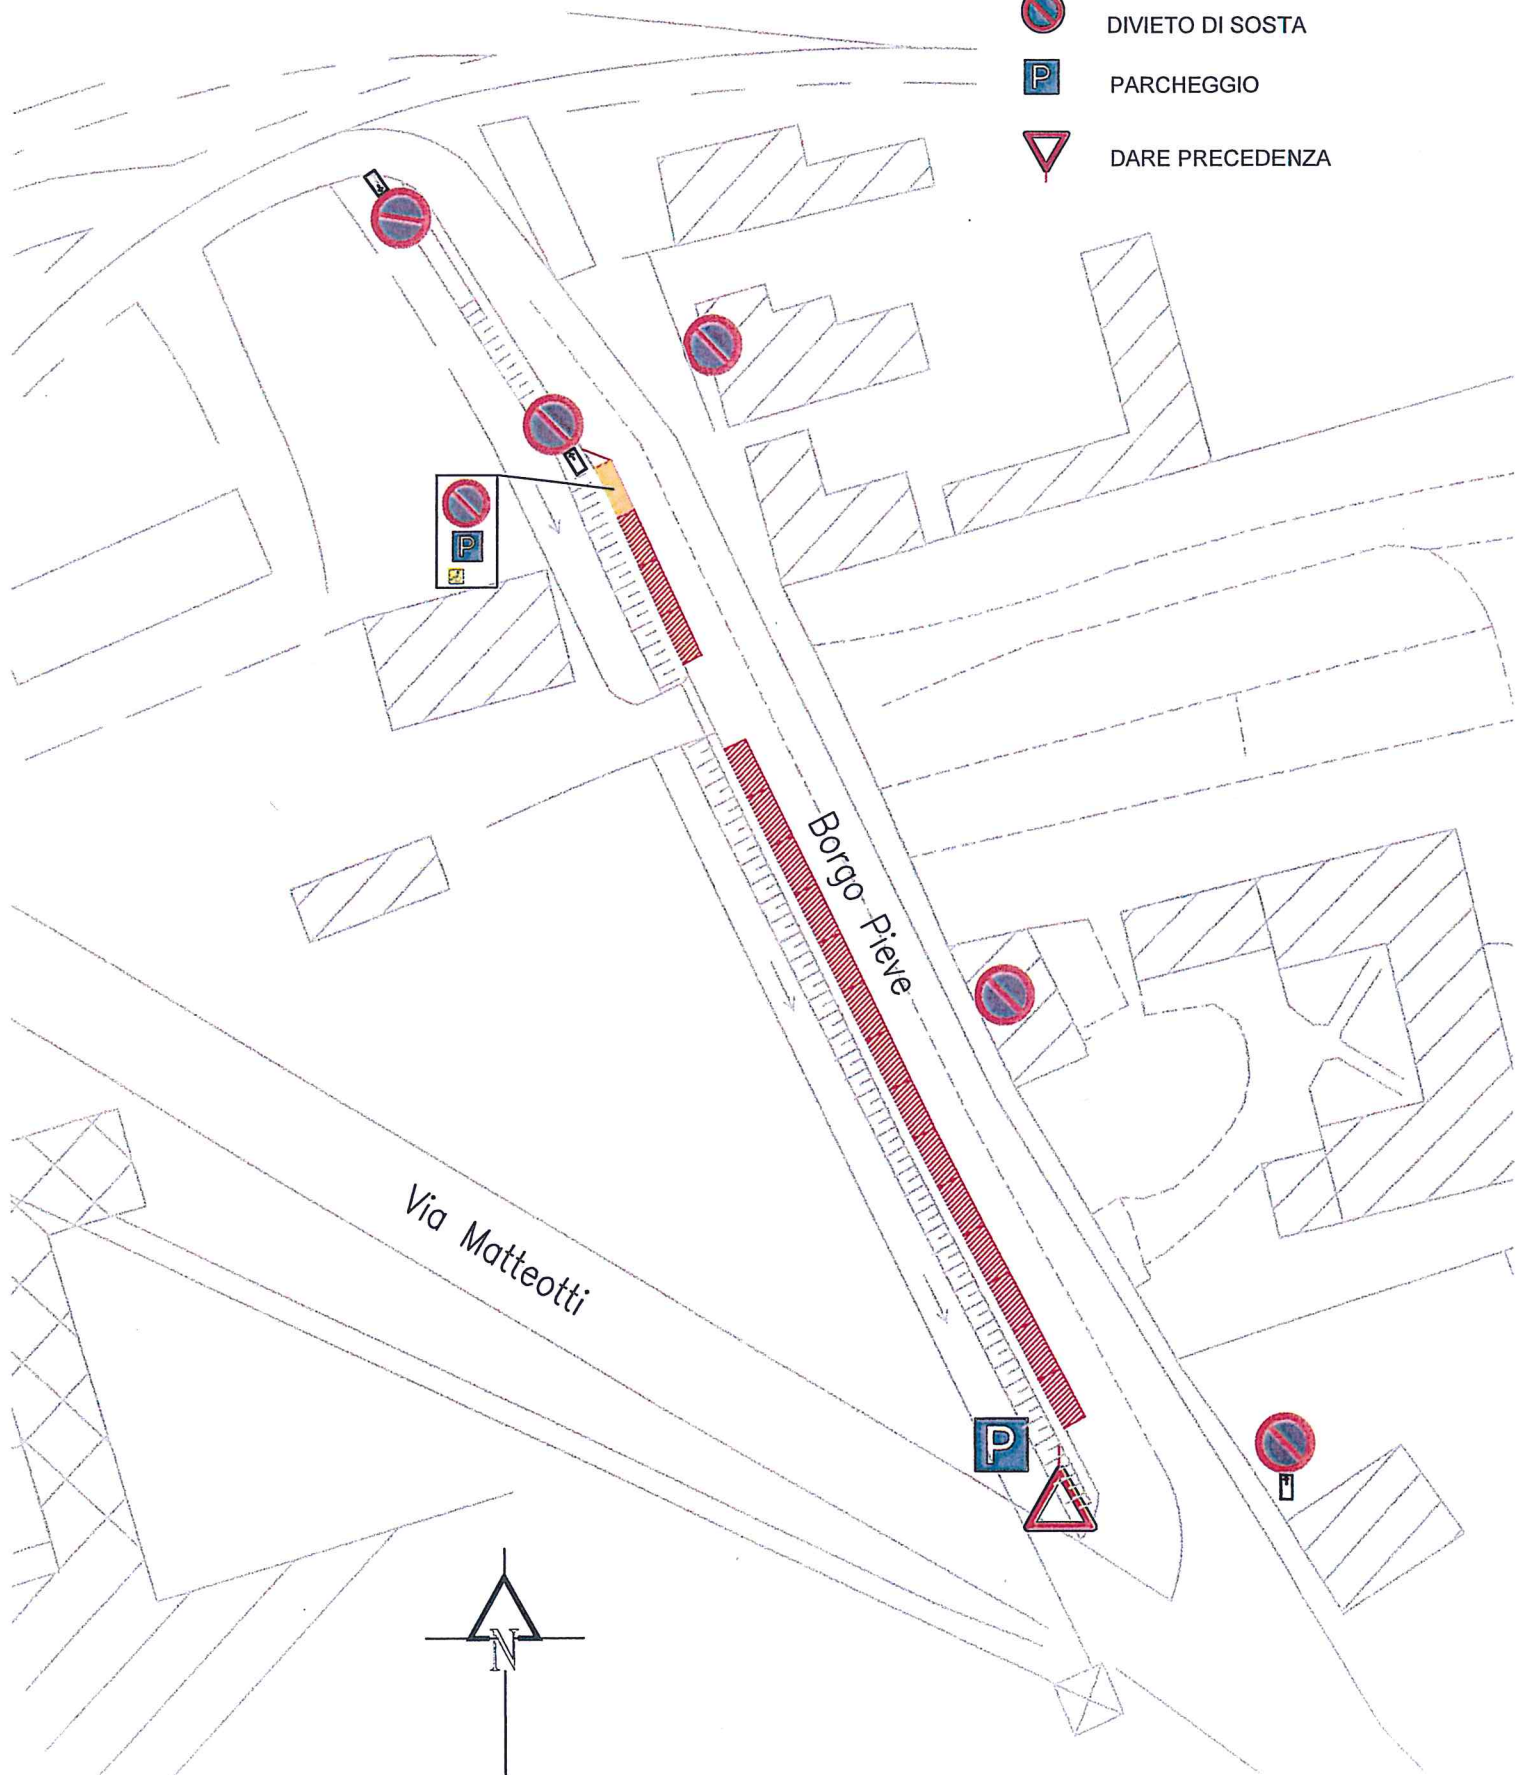 DIVIETO DI SOSTA
P
PARCHEGGIO
DARE PRECEDENZA
P
Borgo Pieve
Via Matteotti
P
N